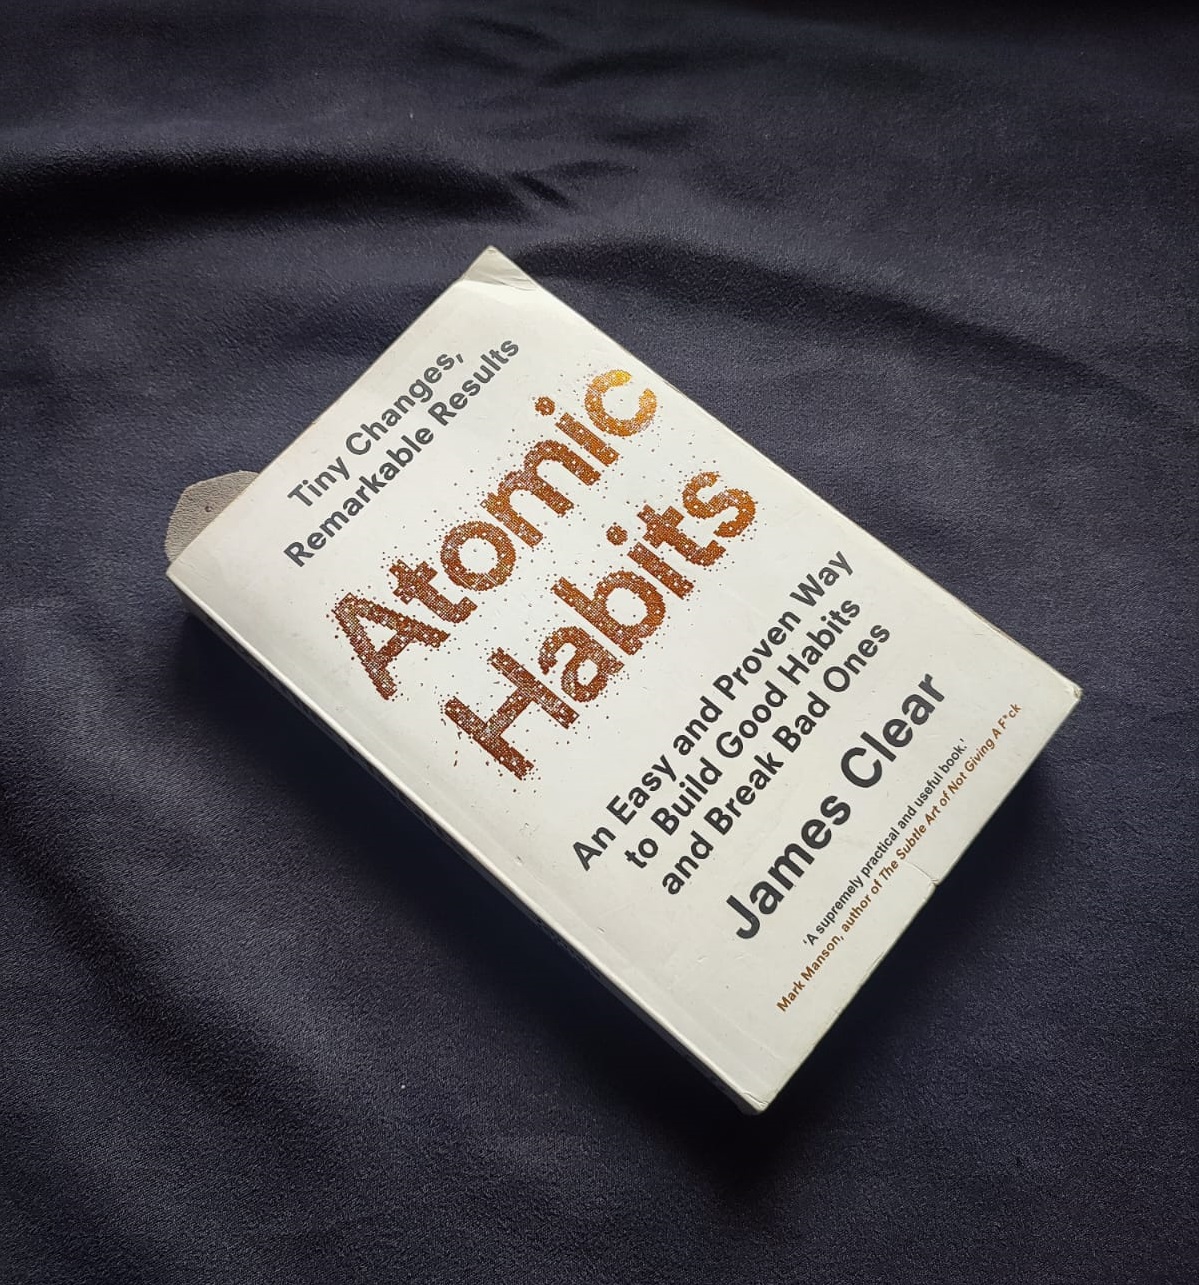 Tiny Changes,
Remarkable Results
Atomic
Habits
An Easy and Proven Way
to Build Good Habits
and Break Bad Ones
James Clear
‘A supremely practical and useful book.’
Mark Manson, author of The Subtle Art of Not Giving A F*ck